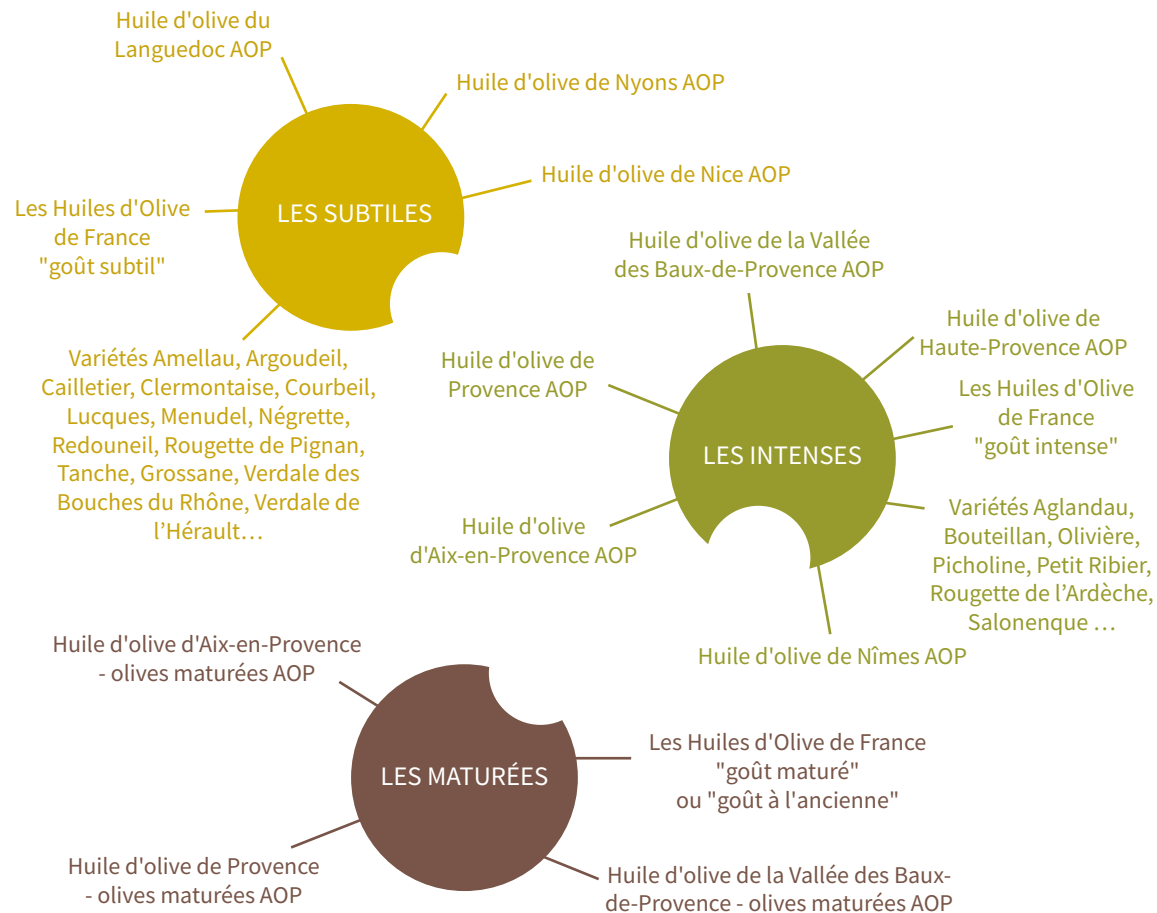 Huile d'olive du
Languedoc AOP
Huile d'olive de Nyons AOP
Huile d'olive de Nice AOP
LES SUBTILES
Les Huiles d'Olive
de France
"goût subtil"
Variétés Amellau, Argoudeil,
Cailletier, Clermontaise, Courbeil,
Lucques, Menudel, Négrette,
Redouneil, Rougette de Pignan,
Tanche, Grossane, Verdale des
Bouches du Rhône, Verdale de
l’Hérault…
Huile d'olive de la Vallée
des Baux-de-Provence AOP
Huile d'olive de
Haute-Provence AOP
Huile d'olive de
Provence AOP
Les Huiles d'Olive
de France
"goût intense"
LES INTENSES
Huile d'olive
d'Aix-en-Provence AOP
Variétés Aglandau,
Bouteillan, Olivière,
Picholine, Petit Ribier,
Rougette de l’Ardèche,
Salonenque …
Huile d'olive de Nîmes AOP
Huile d'olive d'Aix-en-Provence
- olives maturées AOP
LES MATURÉES
Les Huiles d'Olive de France
"goût maturé"
ou "goût à l'ancienne"
Huile d'olive de Provence
- olives maturées AOP
Huile d'olive de la Vallée des Baux-
de-Provence - olives maturées AOP